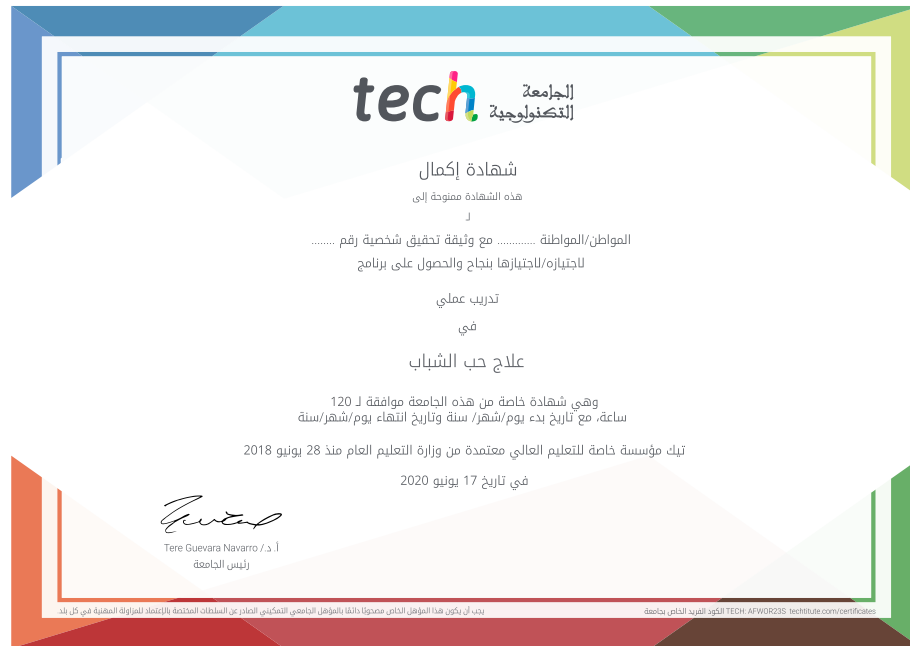 tech الجامعة
التكنولوجية
شهادة إكمال
هذه الشهادة ممنوحة إلى
لـ
المواطن/المواطنة ............ مع وثيقة تحقيق شخصية رقم ........
لاجتيازه/لاجتيازها بنجاح والحصول على برنامج
تدريب عملي
في
علاج حب الشباب
وهي شهادة خاصة من هذه الجامعة موافقة لـ 120
ساعة، مع تاريخ بدء يوم/شهر/ سنة وتاريخ انتهاء يوم/شهر/سنة
تيك مؤسسة خاصة للتعليم العالي معتمدة من وزارة التعليم العام منذ 28 يونيو 2018
في تاريخ 17 يونيو 2020
أ.د./ Tere Guevara Navarro
رئيس الجامعة
يجب أن يكون هذا المؤهل الخاص مصحوبًا دائمًا بالمؤهل الجامعي التمكيني الصادر عن السلطات المختصة بالإعتماد للمزاولة المهنية في كل بلد.
الكود الفريد الخاص بجامعة TECH: AFWOR23S techtitute.com/certificates